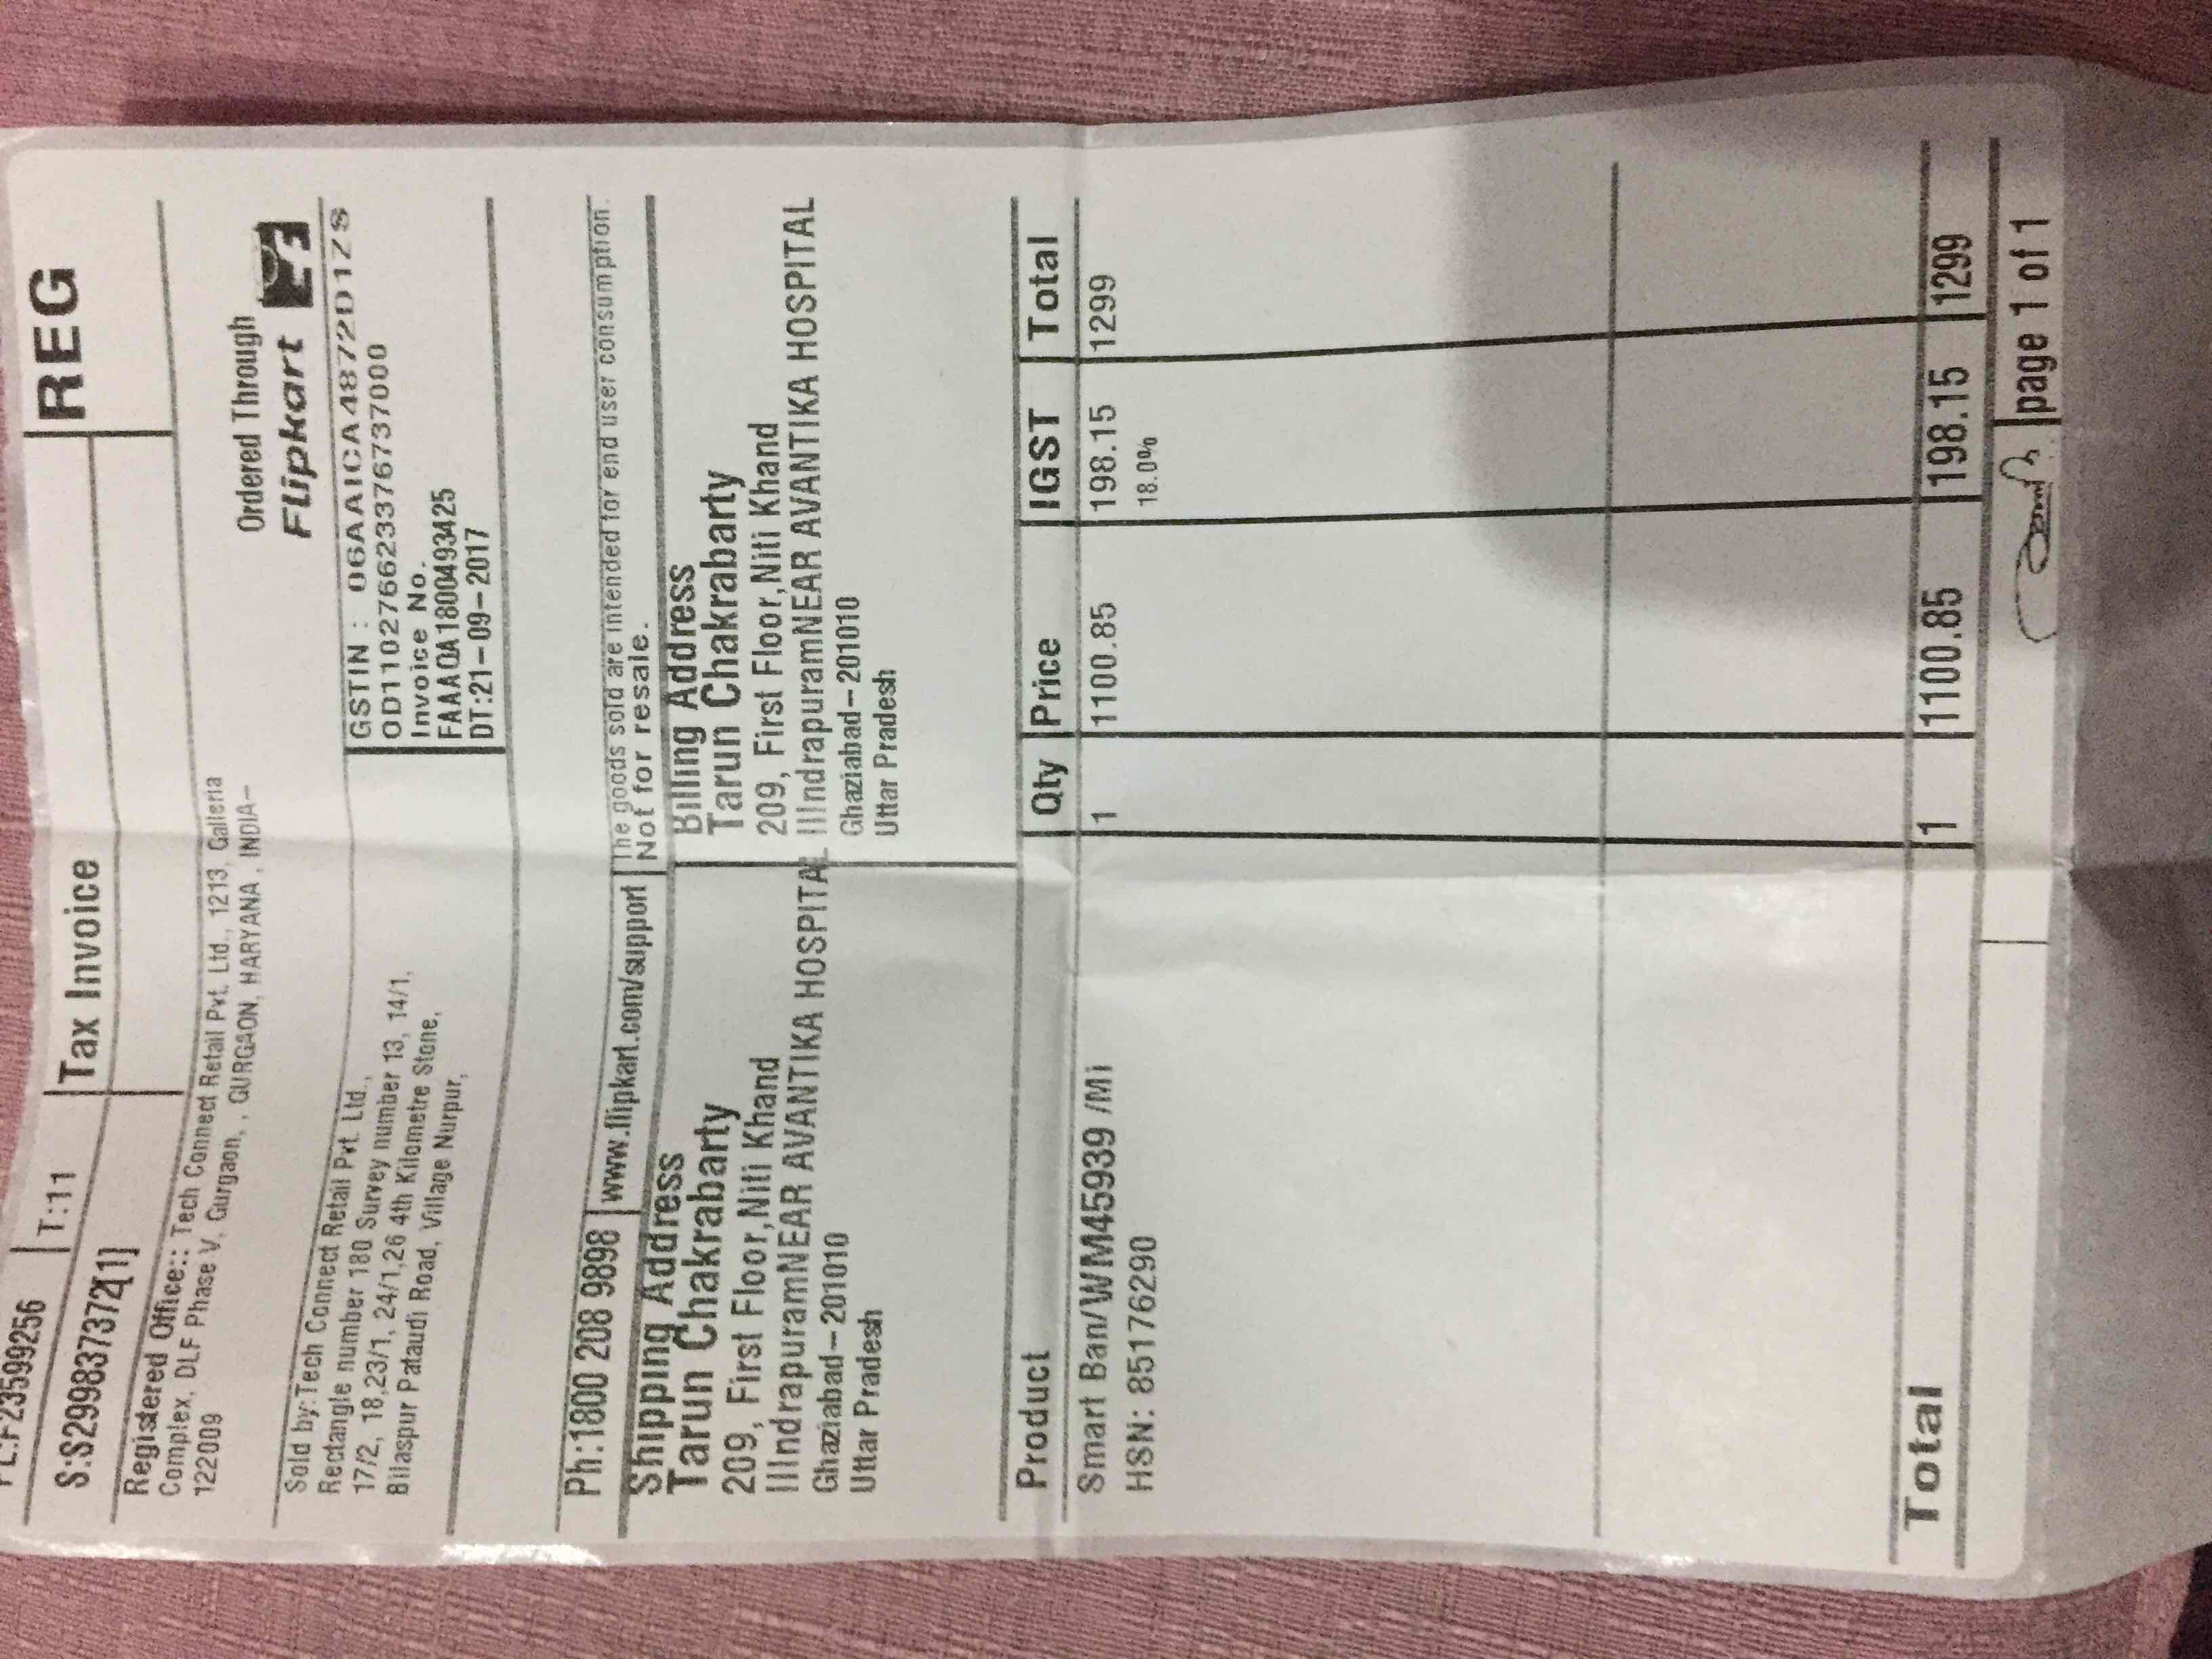 PL:F23599256
T:11
Tax Invoice
REG
S:S299837372[1]
Registered Office:: Tech Connect Retail Pvt. Ltd., 1213, Galleria
Complex, DLF Phase V, Gurgaon, , GURGAON, HARYANA , INDIA-
122009
Ordered Through
Flipkart
Sold by:Tech Connect Retail Pvt. Ltd.,
Rectangle number 180 Survey number 13, 14/1,
17/2, 18,23/1, 24/1,26 4th Kilometre Stone,
Bilaspur Pataudi Road, Village Nurpur,
GSTIN : 06AAICA4872D1ZS
OD110276623376737000
Invoice No.
FAAAQA1800493425
DT:21-09-2017
Ph:1800 208 9898
www.flipkart.com/support
The goods sold are intended for end user consumption.
Not for resale.
Shipping Address
Tarun Chakrabarty
209, First Floor,Niti Khand
IIIndrapuramNEAR AVANTIKA HOSPITAL
Ghaziabad-201010
Uttar Pradesh
Billing Address
Tarun Chakrabarty
209, First Floor,Niti Khand
IIIndrapuramNEAR AVANTIKA HOSPITAL
Ghaziabad-201010
Uttar Pradesh
Product Qty Price IGST Total
Smart Ban/WM45939 /Mi 1 1100.85 198.15 1299
HSN: 85176290 18.0%
Total 1 1100.85 198.15 1299
page 1 of 1